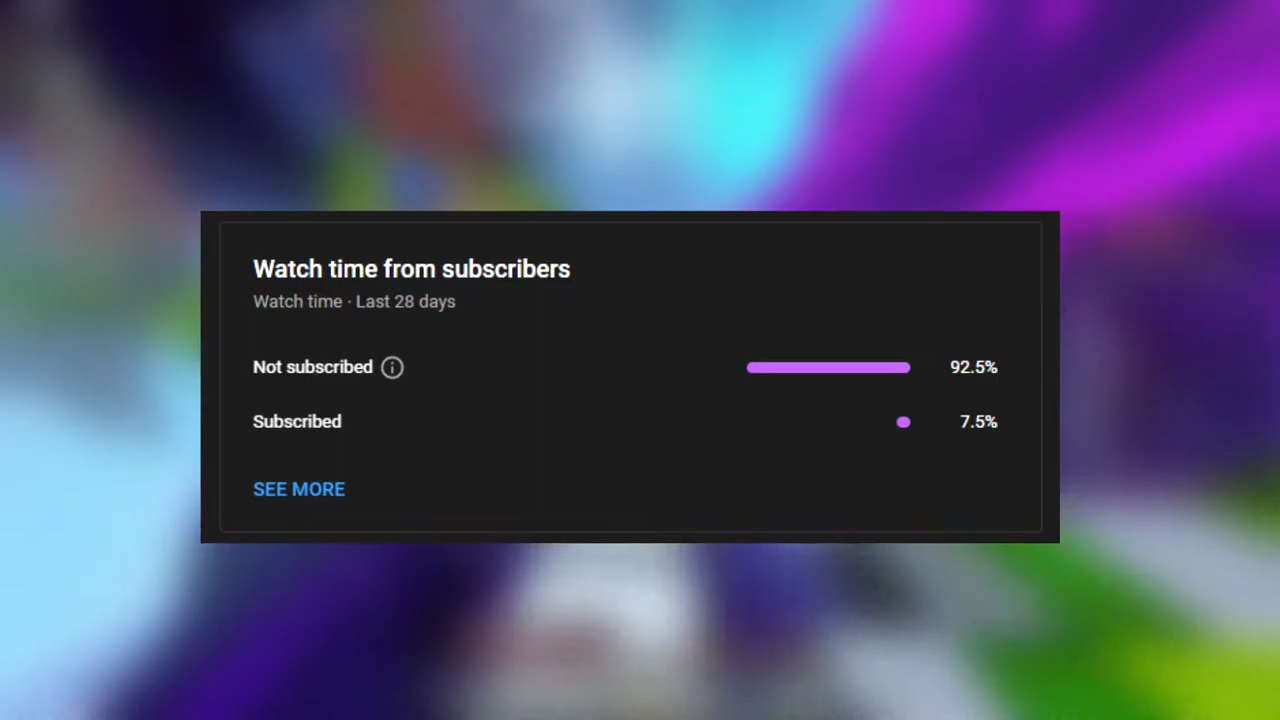 Watch time from subscribers
Watch time · Last 28 days
Not subscribed 92.5%
Subscribed 7.5%
SEE MORE